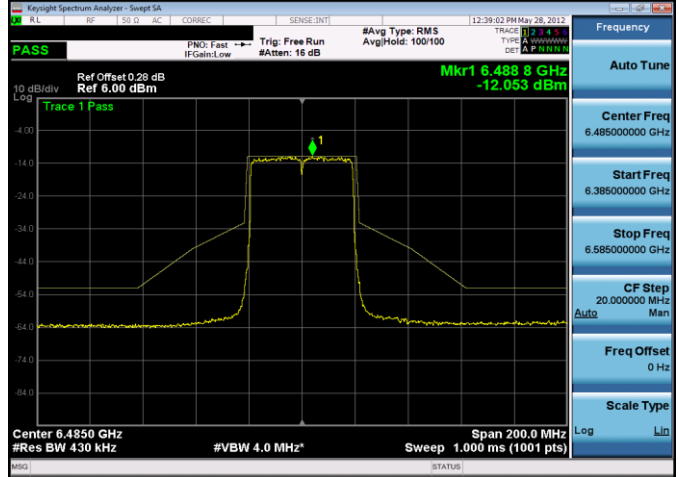 Keysight Spectrum Analyzer - Swept SA
RL RF 50 Ω AC CORREC SENSE:INT 12:39:02 PM May 28, 2012
Frequency
PASS
PNO: Fast
IFGain:Low
Trig: Free Run
#Atten: 16 dB
#Avg Type: RMS
Avg|Hold: 100/100
TRACE 1 2 3 4 5 6
TYPE A WWWWW
DET A P N N N N
Auto Tune
Ref Offset 0.28 dB
10 dB/div Ref 6.00 dBm
Log
Mkr1 6.488 8 GHz
-12.053 dBm
Trace 1 Pass
1
-4.00
-14.0
-24.0
-34.0
-44.0
-54.0
-64.0
-74.0
-84.0
Center Freq
6.485000000 GHz
Start Freq
6.385000000 GHz
Stop Freq
6.585000000 GHz
CF Step
20.000000 MHz
Auto Man
Freq Offset
0 Hz
Scale Type
Log Lin
Center 6.4850 GHz Span 200.0 MHz
#Res BW 430 kHz #VBW 4.0 MHz* Sweep 1.000 ms (1001 pts)
MSG STATUS